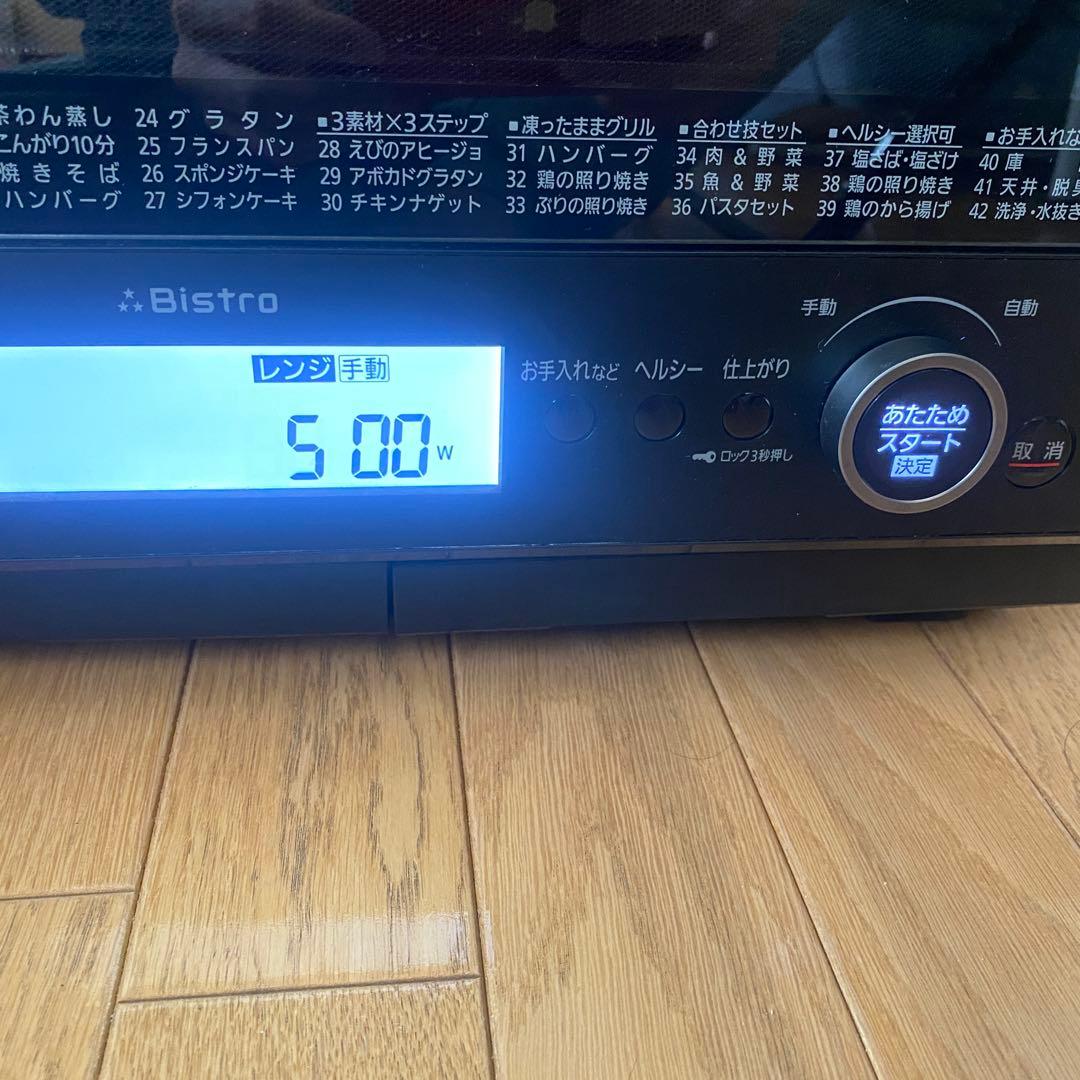 茶わん蒸し
こんがり10分
焼きそば
ハンバーグ
24 グラタン
25 フランスパン
26 スポンジケーキ
27 シフォンケーキ
■3素材×3ステップ
28 えびのアヒージョ
29 アボカドグラタン
30 チキンナゲット
■凍ったままグリル
31 ハンバーグ
32 鶏の照り焼き
33 ぶりの照り焼き
■合わせ技セット
34 肉&野菜
35 魚&野菜
36 パスタセット
■ヘルシー選択可
37 塩さば・塩ざけ
38 鶏の照り焼き
39 鶏のから揚げ
■お手入れな
40 庫
41 天井・脱臭
42 洗浄・水抜き
Bistro
手動 自動
レンジ 手動
500W
お手入れなど ヘルシー 仕上がり
ロック3秒押し
あたため
スタート
決定
取消